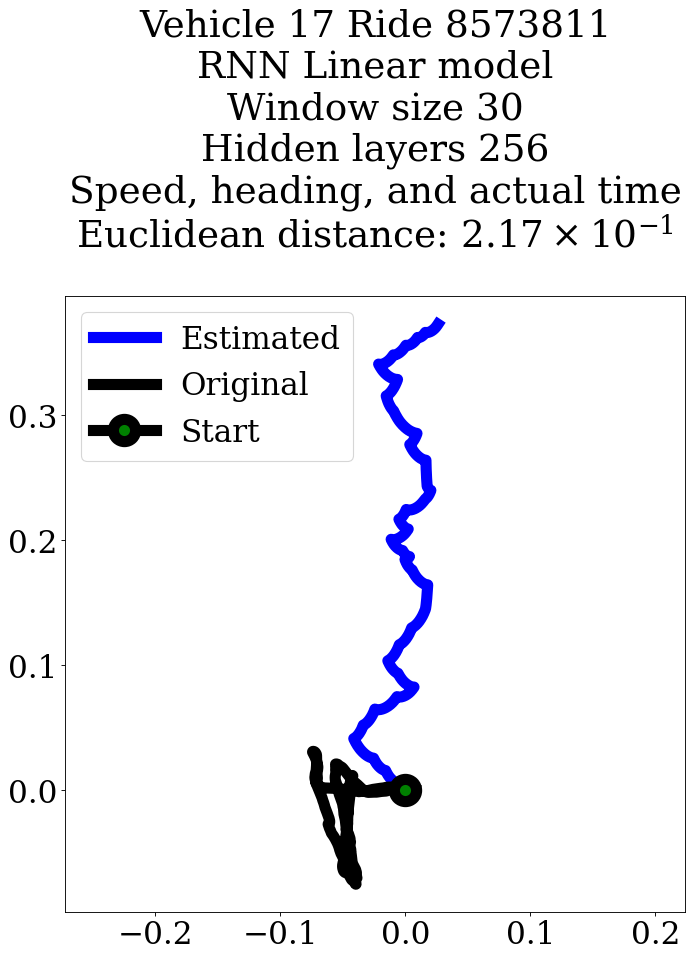 Vehicle 17 Ride 8573811
RNN Linear model
Window size 30
Hidden layers 256
Speed, heading, and actual time
Euclidean distance: 2.17 × 10⁻¹
Estimated
Original
Start
0.3
0.2
0.1
0.0
−0.2 −0.1 0.0 0.1 0.2